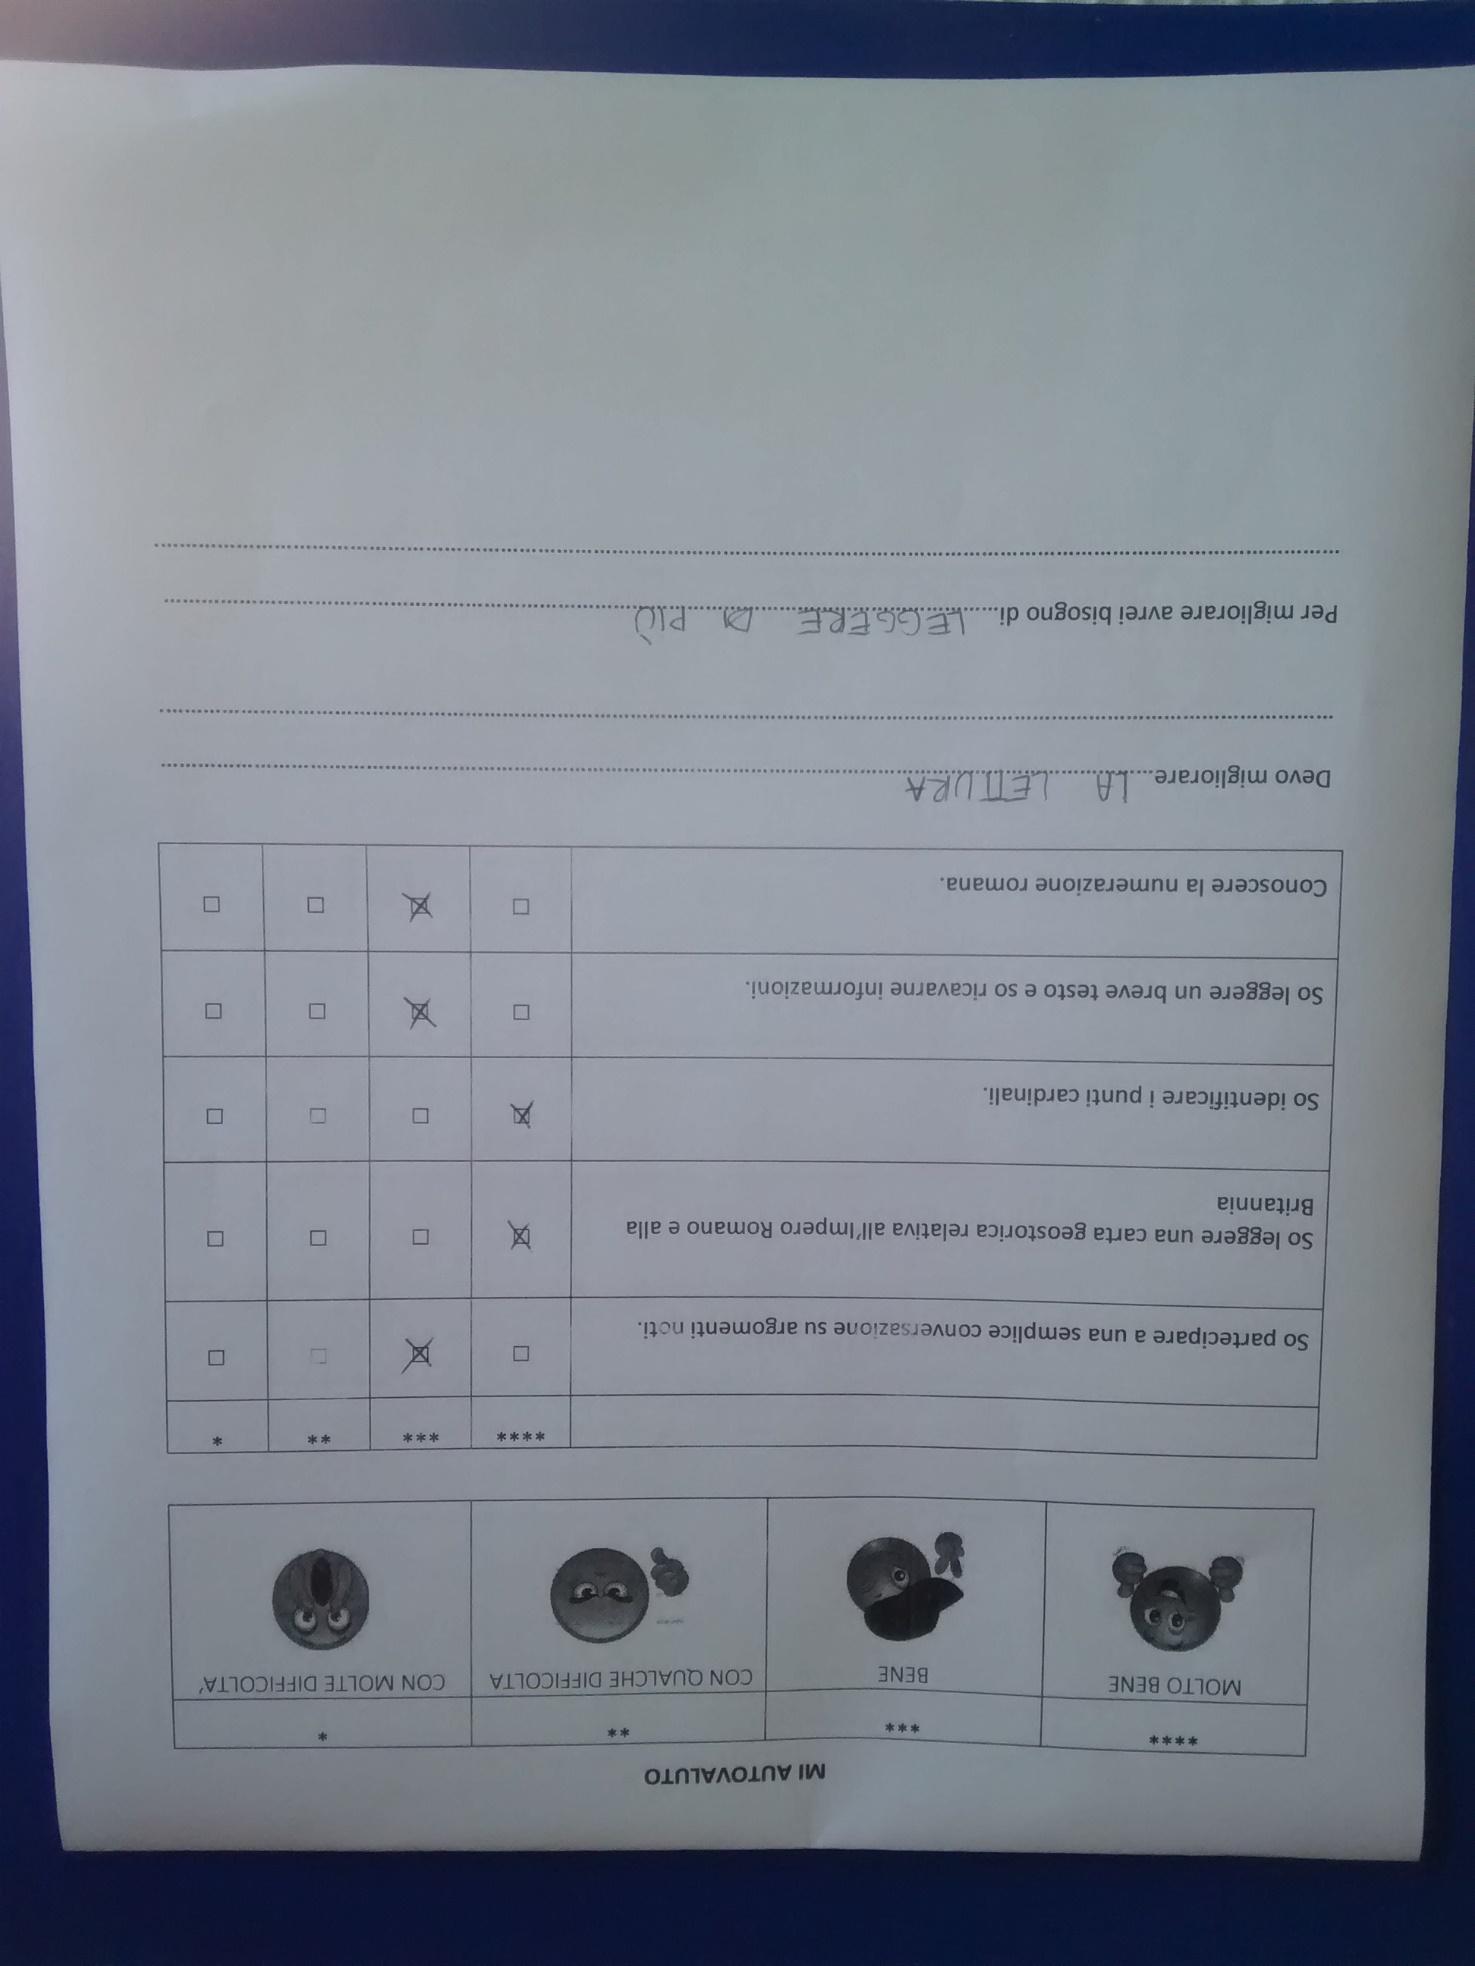 MI AUTOVALUTO
**** *** ** *
MOLTO BENE BENE CON QUALCHE DIFFICOLTA CON MOLTE DIFFICOLTA'
**** *** ** *
So partecipare a una semplice conversazione su argomenti noti.
So leggere una carta geostorica relativa all'Impero Romano e alla
Britannia
So identificare i punti cardinali.
So leggere un breve testo e so ricavarne informazioni.
Conoscere la numerazione romana.
Devo migliorare LA LETTURA
Per migliorare avrei bisogno di LEGGERE DI PIÙ